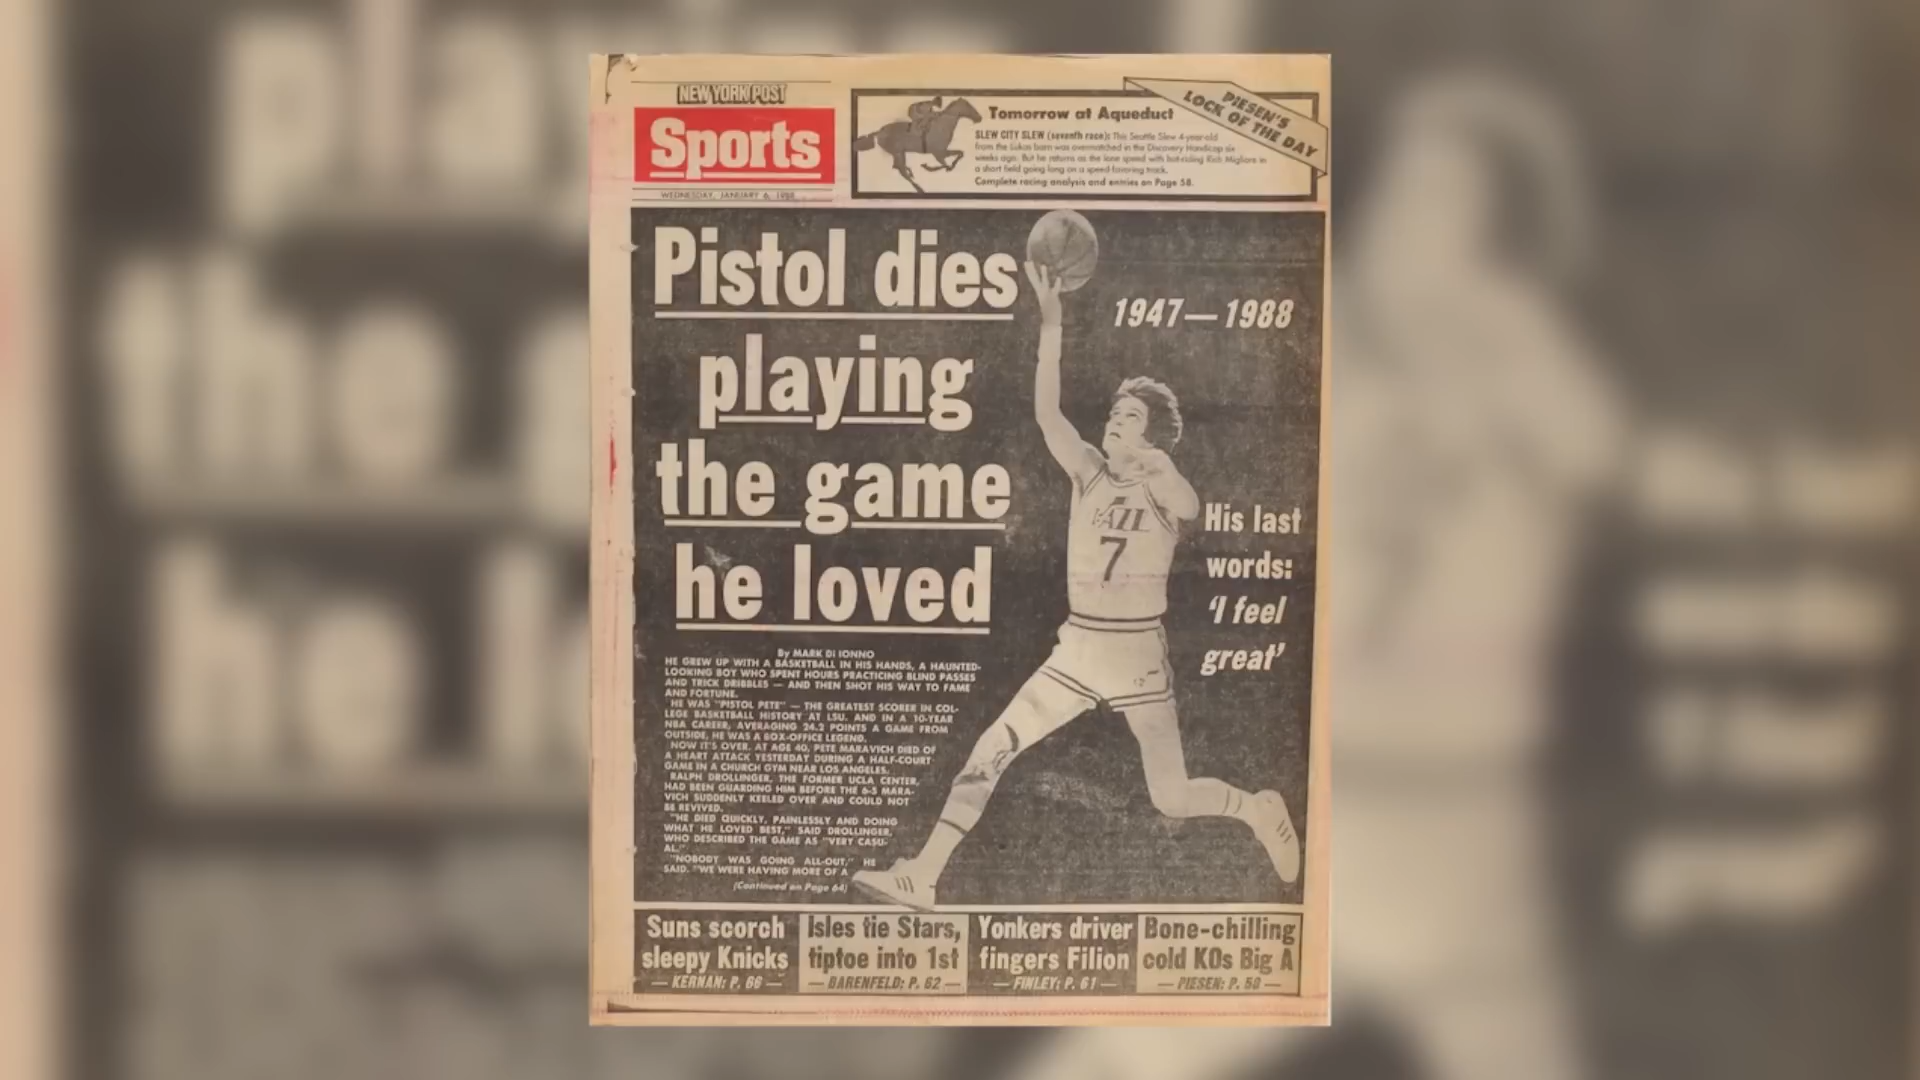 NEW YORK POST
Sports
WEDNESDAY, JANUARY 6, 1988
Tomorrow at Aqueduct
SLEW CITY SLEW (seventh race): This Seattle Slew 4-year-old
from the Lukas barn was overmatched in the Discovery Handicap six
weeks ago. But he returns as the lone speed with hot-riding Rich Migliore in
a short field going long on a speed favoring track.
Complete racing analysis and entries on Page 58.
PIESEN'S
LOCK OF THE DAY
Pistol dies
playing
the game
he loved
1947—1988
JAZZ
7
His last
words:
'I feel
great'
By MARK DI IONNO
HE GREW UP WITH A BASKETBALL IN HIS HANDS, A HAUNTED-
LOOKING BOY WHO SPENT HOURS PRACTICING BLIND PASSES
AND TRICK DRIBBLES — AND THEN SHOT HIS WAY TO FAME
AND FORTUNE.
HE WAS "PISTOL PETE" — THE GREATEST SCORER IN COL-
LEGE BASKETBALL HISTORY AT LSU. AND IN A 10-YEAR
NBA CAREER, AVERAGING 24.2 POINTS A GAME FROM
OUTSIDE, HE WAS A BOX-OFFICE LEGEND.
NOW IT'S OVER. AT AGE 40, PETE MARAVICH DIED OF
A HEART ATTACK YESTERDAY DURING A HALF-COURT
GAME IN A CHURCH GYM NEAR LOS ANGELES.
RALPH DROLLINGER, THE FORMER UCLA CENTER,
HAD BEEN GUARDING HIM BEFORE THE 6-5 MARA-
VICH SUDDENLY KEELED OVER AND COULD NOT
BE REVIVED.
"HE DIED QUICKLY, PAINLESSLY AND DOING
WHAT HE LOVED BEST," SAID DROLLINGER,
WHO DESCRIBED THE GAME AS "VERY CASU-
AL."
"NOBODY WAS GOING ALL-OUT," HE
SAID. "WE WERE HAVING MORE OF A
(Continued on Page 64)
Suns scorch
sleepy Knicks
— KERNAN: P. 66 —
Isles tie Stars,
tiptoe into 1st
— BARENFELD: P. 62 —
Yonkers driver
fingers Filion
— FINLEY: P. 61 —
Bone-chilling
cold KOs Big A
— PIESEN: P. 58 —